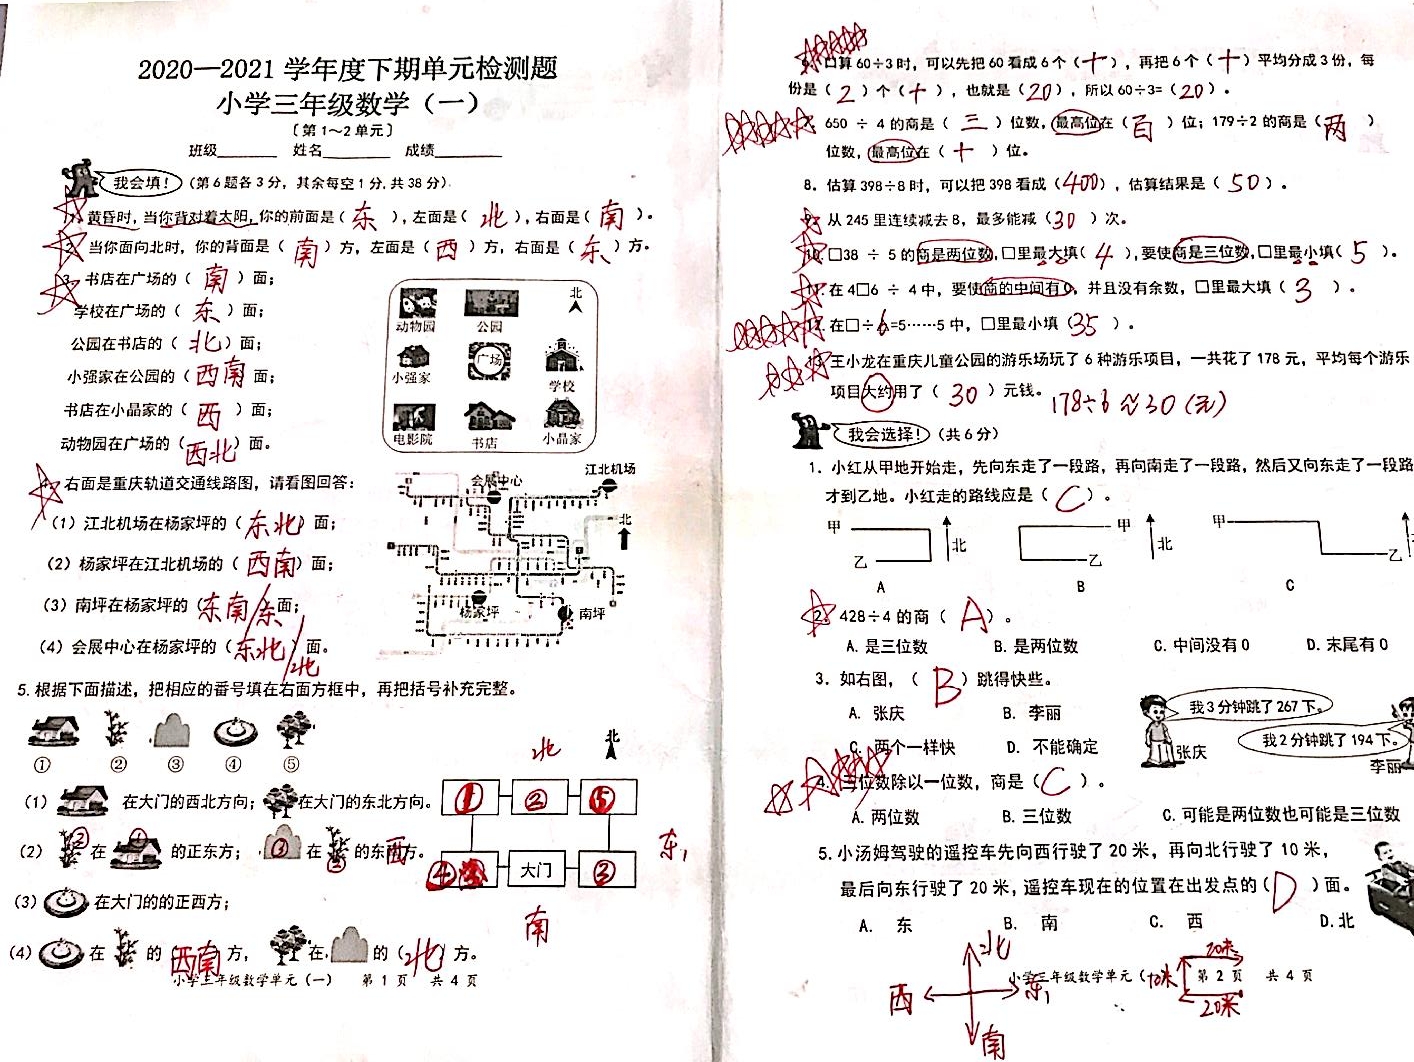 2020—2021 学年度下期单元检测题
小学三年级数学（一）
〔第 1～2 单元〕
班级 姓名 成绩
我会填！（第 6 题各 3 分，其余每空 1 分，共 38 分）
1. 黄昏时，当你背对着太阳，你的前面是（ 东 ），左面是（ 北 ），右面是（ 南 ）。
2. 当你面向北时，你的背面是（ 南 ）方，左面是（ 西 ）方，右面是（ 东 ）方。
3. 书店在广场的（ 南 ）面；
学校在广场的（ 东 ）面；
公园在书店的（ 北 ）面；
小强家在公园的（ 西南 ）面；
书店在小品家的（ 西 ）面；
动物园在广场的（ 西北 ）面。
北
动物园 公园
小强家 广场 学校
电影院 书店 小品家
4. 右面是重庆轨道交通线路图，请看图回答：
（1）江北机场在杨家坪的（ 东北 ）面；
（2）杨家坪在江北机场的（ 西南 ）面；
（3）南坪在杨家坪的（ 东南/东 ）面；
（4）会展中心在杨家坪的（ 东北/北 ）面。
江北机场
会展中心
北
杨家坪 南坪
5. 根据下面描述，把相应的番号填在右面方框中，再把括号补充完整。
① ② ③ ④ ⑤
（1） 在大门的西北方向； 在大门的东北方向。
（2） ② 在 ① 的正东方； ③ 在 ② 的东西方。
（3） 在大门的的正西方；
（4） 在 的（ 西南 ）方， 在 的（ 北 ）方。
北 北
① ② ⑤
④ 大门 ③
东
南
小学三年级数学单元（一） 第 1 页 共 4 页
6. 口算 60÷3 时，可以先把 60 看成 6 个（ 十 ），再把 6 个（ 十 ）平均分成 3 份，每
份是（ 2 ）个（ 十 ），也就是（ 20 ），所以 60÷3=（ 20 ）。
7. 650 ÷ 4 的商是（ 三 ）位数，最高位在（ 百 ）位；179÷2 的商是（ 两 ）
位数，最高位在（ 十 ）位。
8. 估算 398÷8 时，可以把 398 看成（ 400 ），估算结果是（ 50 ）。
9. 从 245 里连续减去 8，最多能减（ 30 ）次。
10. □38 ÷ 5 的商是两位数，□里最大填（ 4 ），要使商是三位数，□里最小填（ 5 ）。
11. 在 4□6 ÷ 4 中，要使商的中间有 0，并且没有余数，□里最大填（ 3 ）。
12. 在□÷6=5……5 中，□里最小填（ 35 ）。
13. 王小龙在重庆儿童公园的游乐场玩了 6 种游乐项目，一共花了 178 元，平均每个游乐
项目大约用了（ 30 ）元钱。 178÷6≈30（元）
我会选择！（共 6 分）
1. 小红从甲地开始走，先向东走了一段路，再向南走了一段路，然后又向东走了一段路
才到乙地。小红走的路线应是（ C ）。
甲 乙 北 甲 乙 北 甲 乙
A B C
2. 428÷4 的商（ A ）。
A. 是三位数 B. 是两位数 C. 中间没有 0 D. 末尾有 0
3. 如右图，（ B ）跳得快些。
A. 张庆 B. 李丽
C. 两个一样快 D. 不能确定
我 3 分钟跳了 267 下。
我 2 分钟跳了 194 下。
张庆 李丽
4. 三位数除以一位数，商是（ C ）。
A. 两位数 B. 三位数 C. 可能是两位数也可能是三位数
5. 小汤姆驾驶的遥控车先向西行驶了 20 米，再向北行驶了 10 米，
最后向东行驶了 20 米，遥控车现在的位置在出发点的（ D ）面。
A. 东 B. 南 C. 西 D. 北
北 西 东 南
20米 10米 20米
小学三年级数学单元（ 第 2 页 共 4 页